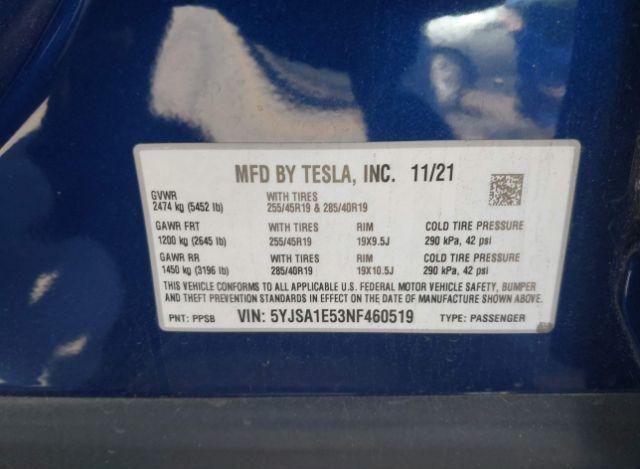 MFD BY TESLA, INC. 11/21
GVWR WITH TIRES
2474 kg (5452 lb) 255/45R19 & 285/40R19
GAWR FRT RIM COLD TIRE PRESSURE
1200 kg (2645 lb) 255/45R19 19X9.5J 290 kPa, 42 psi
GAWR RR RIM COLD TIRE PRESSURE
1450 kg (3196 lb) 285/40R19 19X10.5J 290 kPa, 42 psi
THIS VEHICLE CONFORMS TO ALL APPLICABLE U.S. FEDERAL MOTOR VEHICLE SAFETY, BUMPER,
AND THEFT PREVENTION STANDARDS IN EFFECT ON THE DATE OF MANUFACTURE SHOWN ABOVE.
PNT: PPSB VIN: 5YJSA1E53NF460519 TYPE: PASSENGER